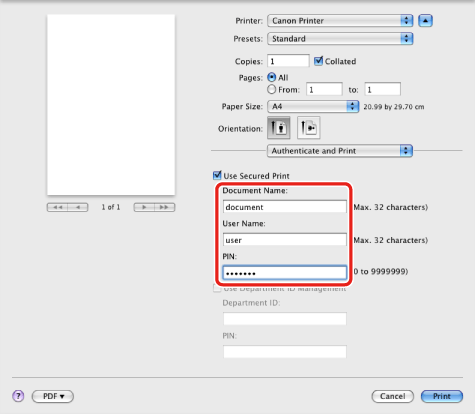 Printer: Canon Printer
Presets: Standard
Copies: 1 Collated
Pages: All
From: 1 to: 1
Paper Size: A4 20.99 by 29.70 cm
Orientation:
Authenticate and Print
Use Secured Print
Document Name:
document Max. 32 characters)
User Name:
user Max. 32 characters)
PIN:
••••••• 0 to 9999999)
Use Department ID Management
Department ID:
PIN:
1 of 1
? PDF ▾ Cancel Print